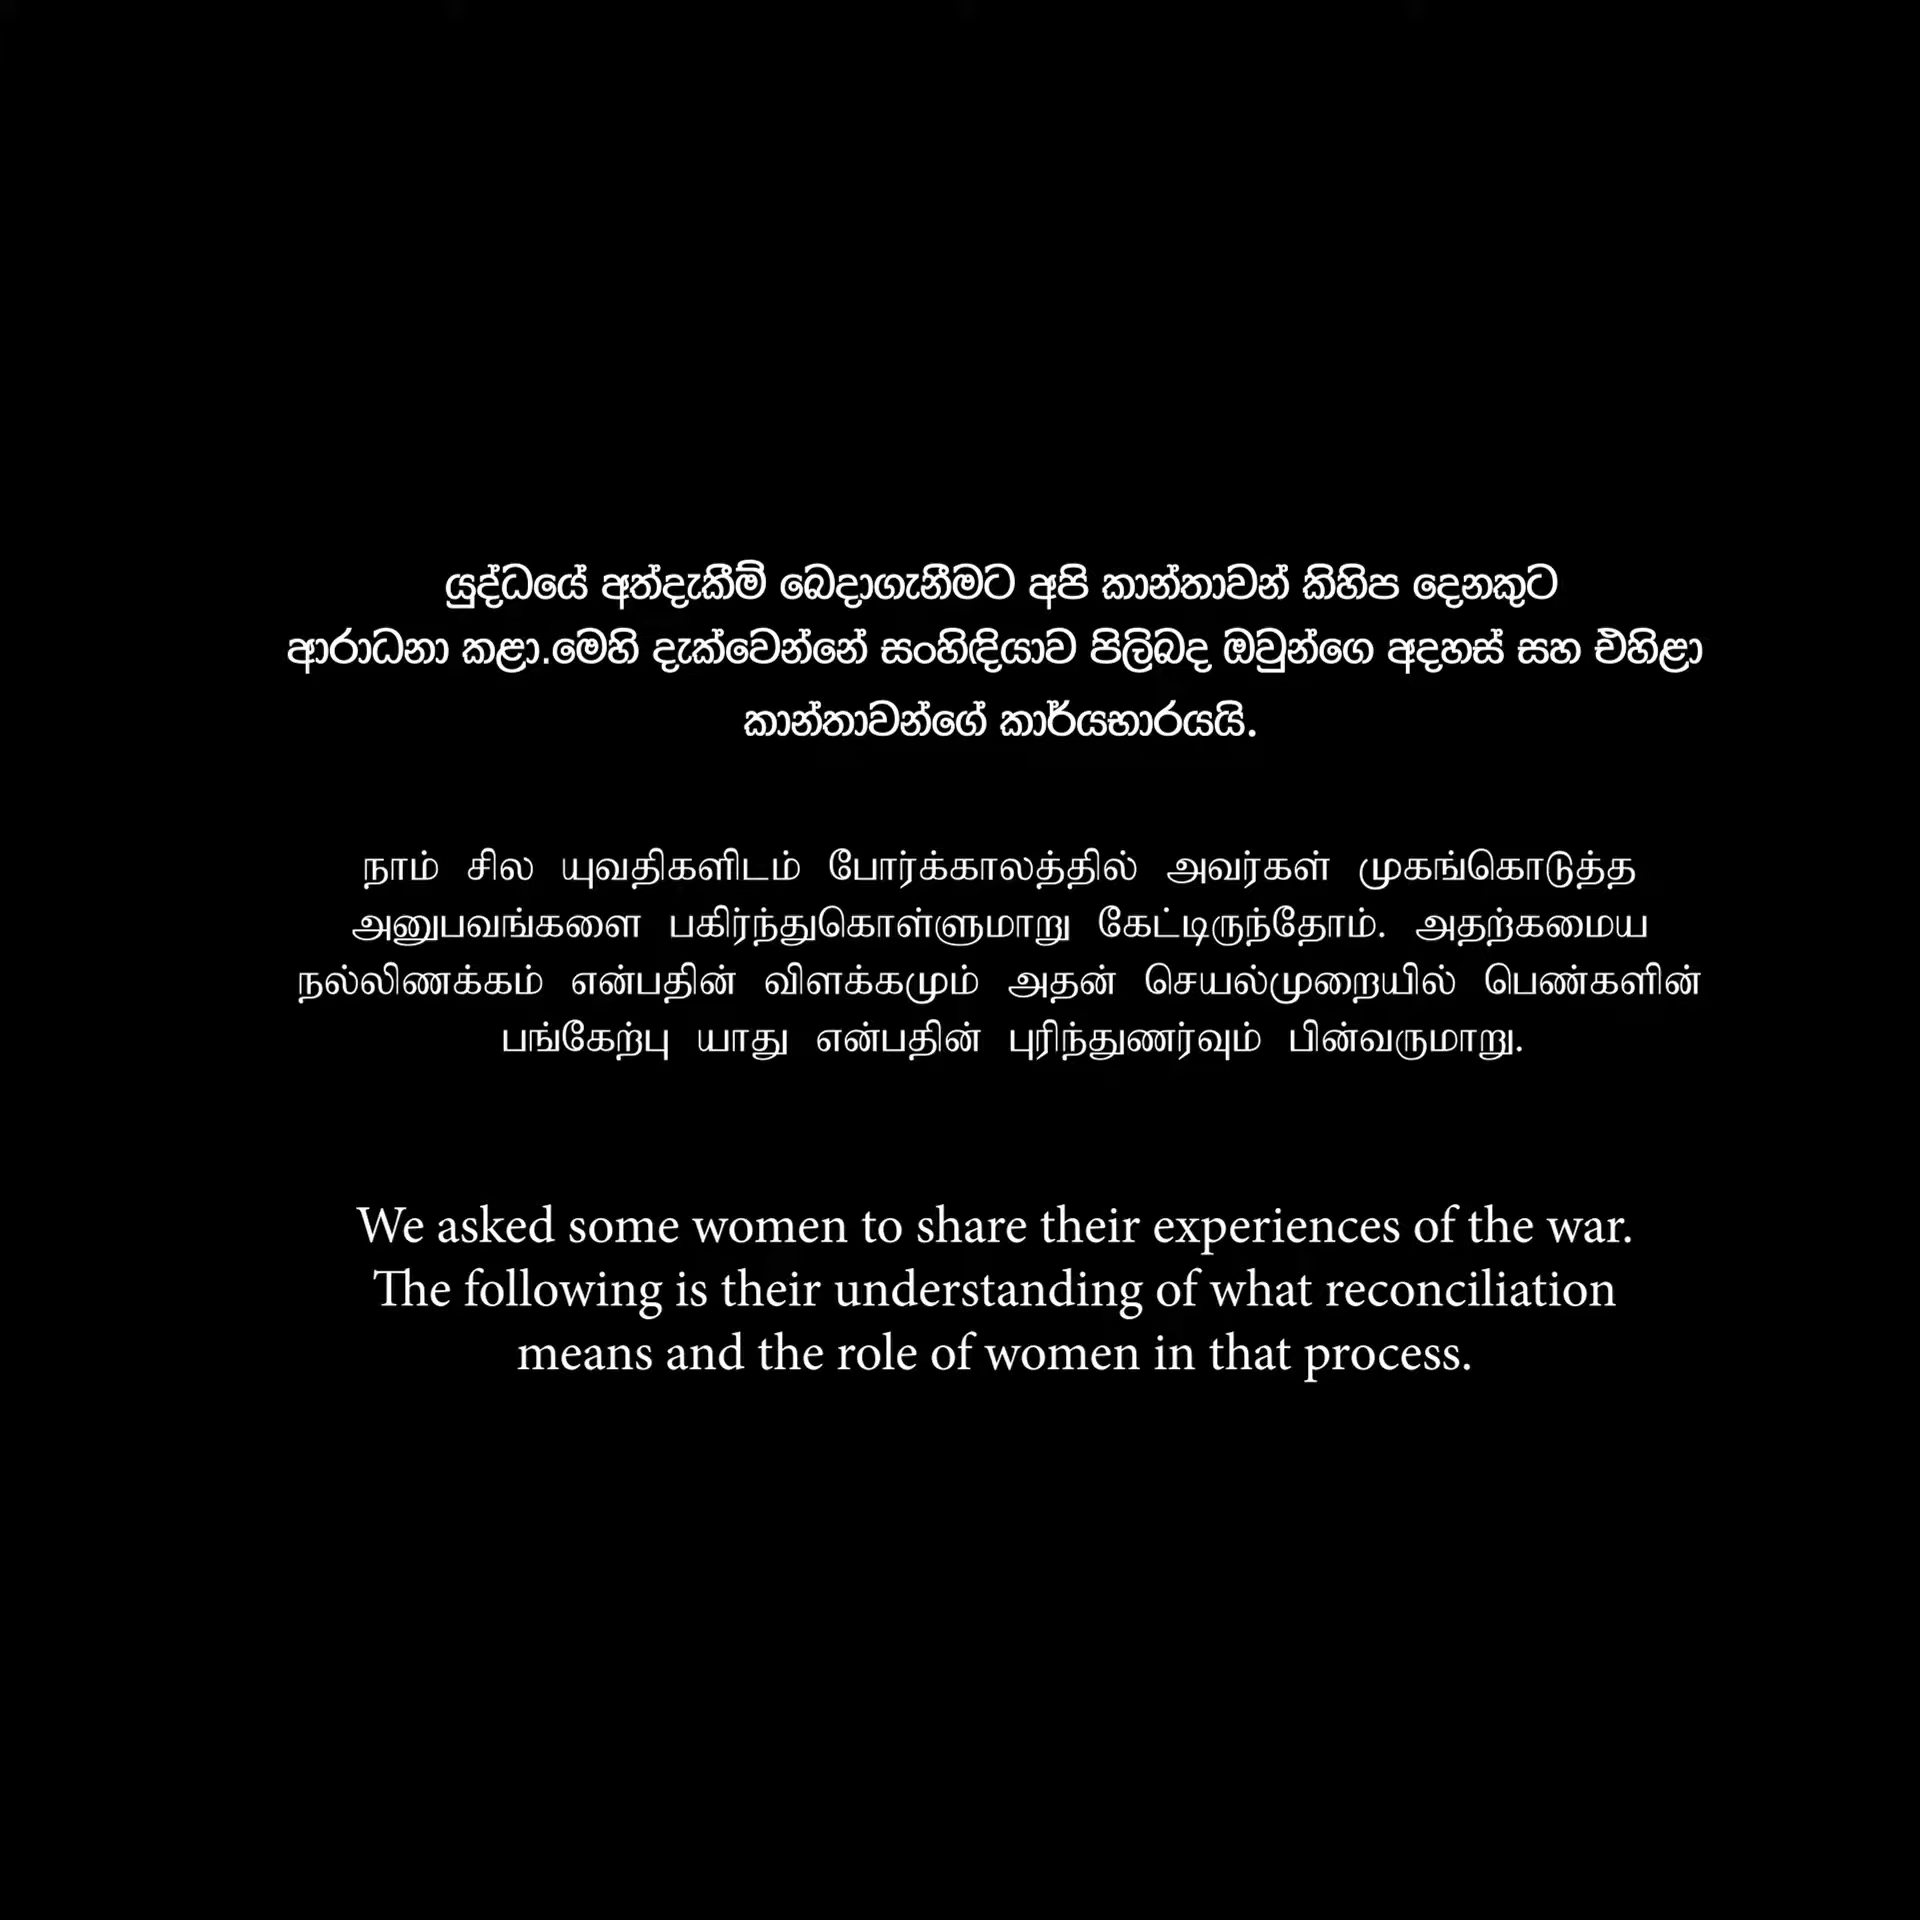 යුද්ධයේ අත්දැකීම් බෙදාගැනීමට අපි කාන්තාවන් කිහිප දෙනකුට
ආරාධනා කළා.මෙහි දැක්වෙන්නේ සංහිඳියාව පිලිබද ඔවුන්ගෙ අදහස් සහ එහිළා
කාන්තාවන්ගේ කාර්යභාරයයි.
நாம் சில யுவதிகளிடம் போர்க்காலத்தில் அவர்கள் முகங்கொடுத்த
அனுபவங்களை பகிர்ந்துகொள்ளுமாறு கேட்டிருந்தோம். அதற்கமைய
நல்லிணக்கம் என்பதின் விளக்கமும் அதன் செயல்முறையில் பெண்களின்
பங்கேற்பு யாது என்பதின் புரிந்துணர்வும் பின்வருமாறு.
We asked some women to share their experiences of the war.
The following is their understanding of what reconciliation
means and the role of women in that process.